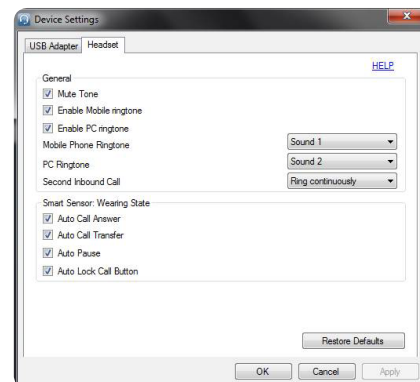 Device Settings
USB Adapter Headset
HELP
General
Mute Tone
Enable Mobile ringtone
Enable PC ringtone
Mobile Phone Ringtone Sound 1
PC Ringtone Sound 2
Second Inbound Call Ring continuously
Smart Sensor: Wearing State
Auto Call Answer
Auto Call Transfer
Auto Pause
Auto Lock Call Button
Restore Defaults
OK Cancel Apply